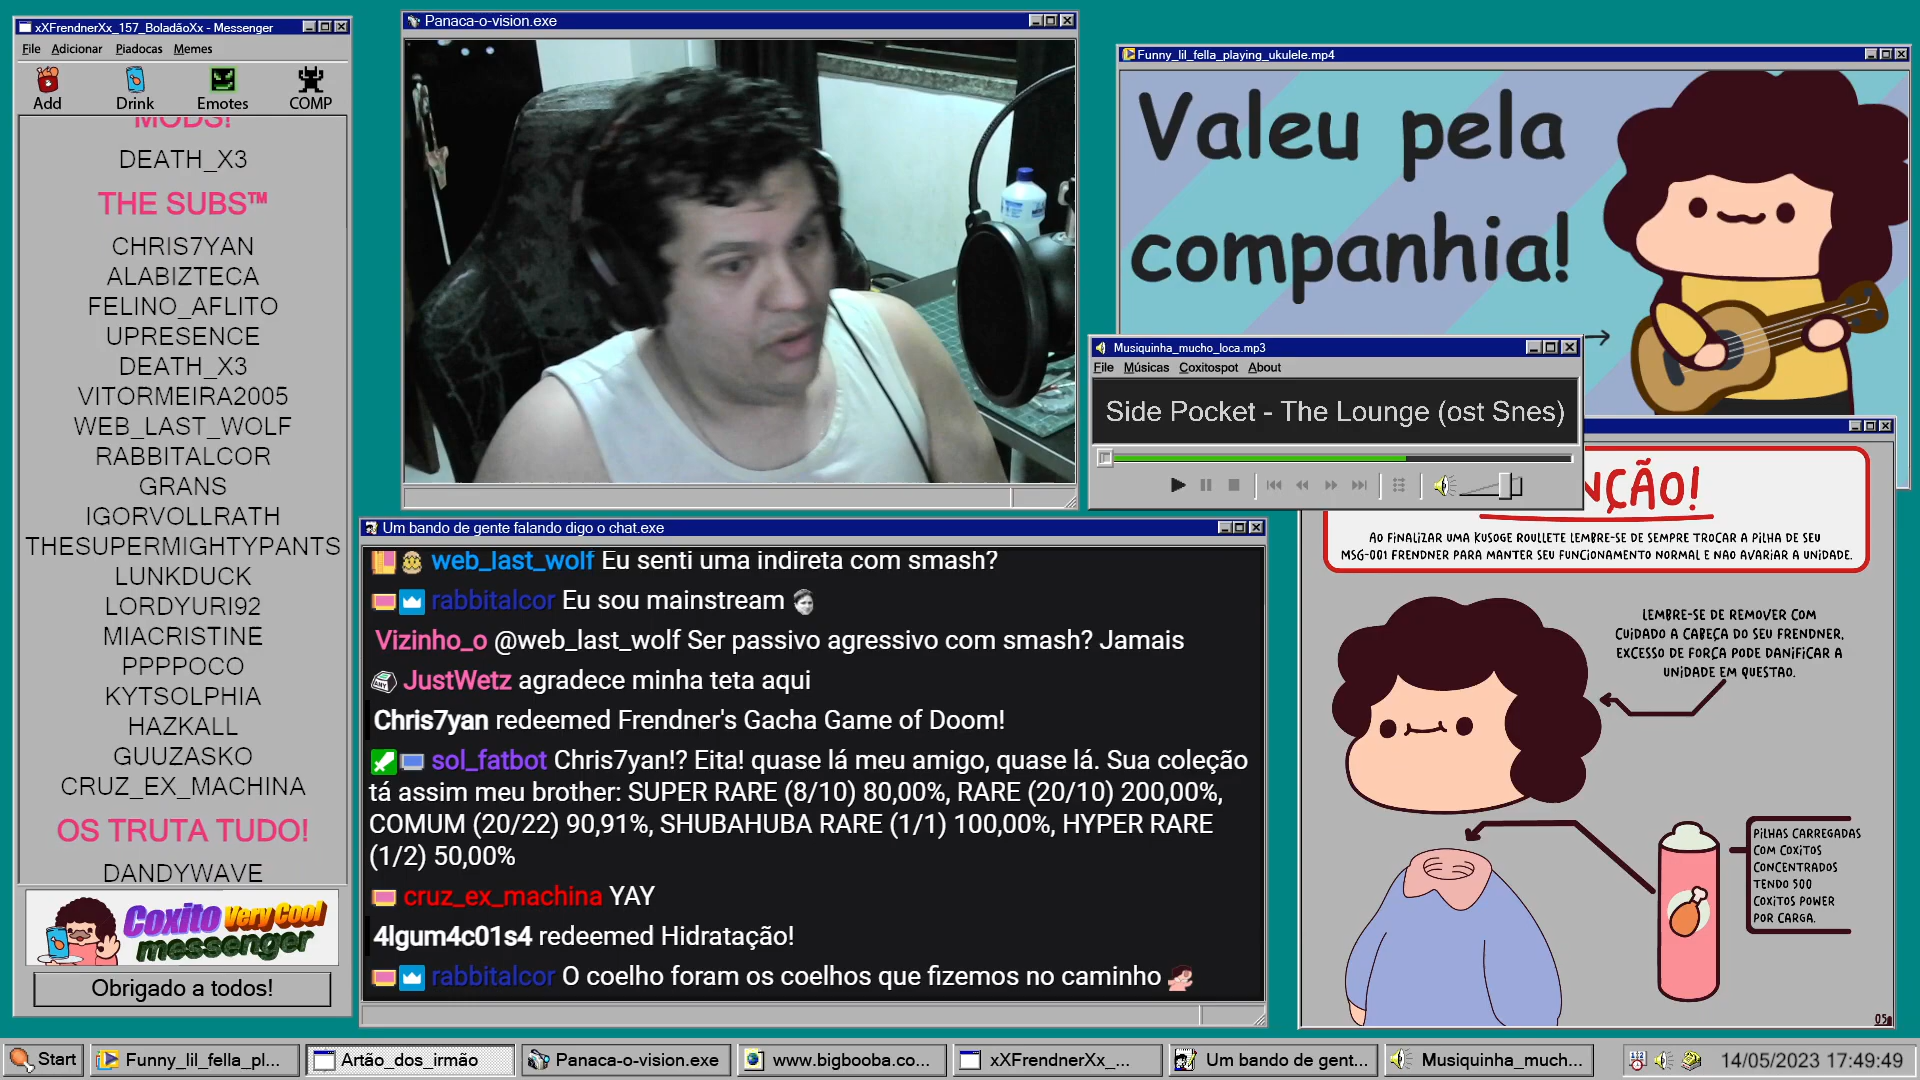 xXFrendnerXx_157_BoladãoXx - Messenger
File Adicionar Piadocas Memes
Add Drink Emotes COMP
MODS!
DEATH_X3
THE SUBS™
CHRIS7YAN
ALABIZTECA
FELINO_AFLITO
UPRESENCE
DEATH_X3
VITORMEIRA2005
WEB_LAST_WOLF
RABBITALCOR
GRANS
IGORVOLLRATH
THESUPERMIGHTYPANTS
LUNKDUCK
LORDYURI92
MIACRISTINE
PPPPOCO
KYTSOLPHIA
HAZKALL
GUUZASKO
CRUZ_EX_MACHINA
OS TRUTA TUDO!
DANDYWAVE
Coxito Very Cool
messenger
Obrigado a todos!
Panaca-o-vision.exe
Funny_lil_fella_playing_ukulele.mp4
Valeu pela
companhia!
Musiquinha_mucho_loca.mp3
File Músicas Coxitospot About
Side Pocket - The Lounge (ost Snes)
Um bando de gente falando digo o chat.exe
web_last_wolf Eu senti uma indireta com smash?
rabbitalcor Eu sou mainstream
Vizinho_o @web_last_wolf Ser passivo agressivo com smash? Jamais
JustWetz agradece minha teta aqui
Chris7yan redeemed Frendner's Gacha Game of Doom!
sol_fatbot Chris7yan!? Eita! quase lá meu amigo, quase lá. Sua coleção
tá assim meu brother: SUPER RARE (8/10) 80,00%, RARE (20/10) 200,00%,
COMUM (20/22) 90,91%, SHUBAHUBA RARE (1/1) 100,00%, HYPER RARE
(1/2) 50,00%
cruz_ex_machina YAY
4lgum4c01s4 redeemed Hidratação!
rabbitalcor O coelho foram os coelhos que fizemos no caminho
NÇÃO!
AO FINALIZAR UMA KUSOGE ROULLETE LEMBRE-SE DE SEMPRE TROCAR A PILHA DE SEU
MSG-001 FRENDNER PARA MANTER SEU FUNCIONAMENTO NORMAL E NAO AVARIAR A UNIDADE.
LEMBRE-SE DE REMOVER COM
CUIDADO A CABEÇA DO SEU FRENDNER,
EXCESSO DE FORÇA PODE DANIFICAR A
UNIDADE EM QUESTAO.
PILHAS CARREGADAS
COM COXITOS
CONCENTRADOS
TENDO 500
COXITOS POWER
POR CARGA.
Start Funny_lil_fella_pl... Artão_dos_irmão Panaca-o-vision.exe www.bigbooba.co... xXFrendnerXx_... Um bando de gent... Musiquinha_much... 14/05/2023 17:49:49